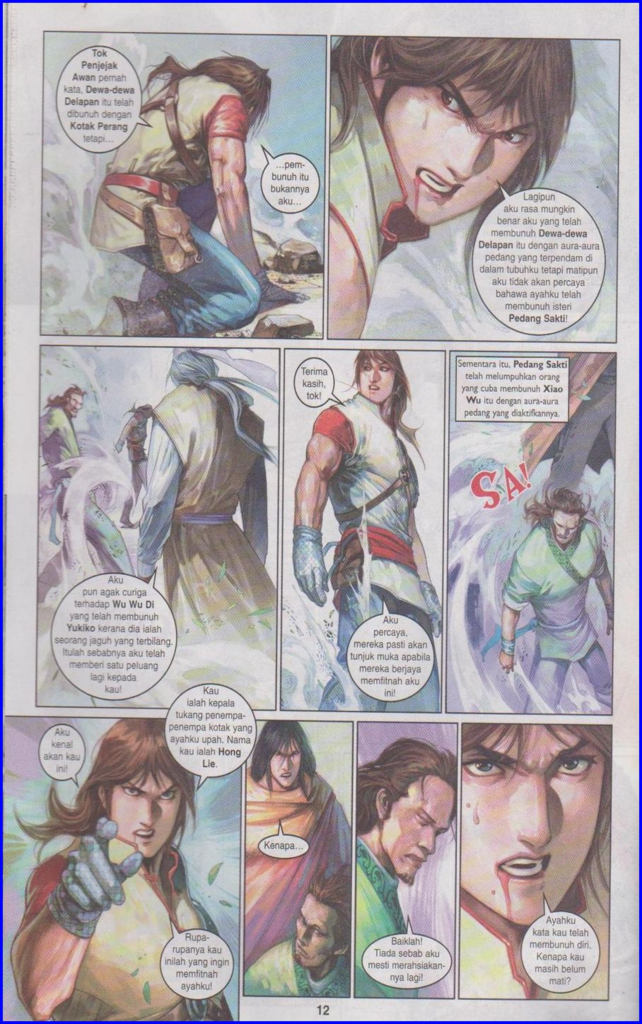 Tok
Penjejak
Awan pernah
kata, Dewa-dewa
Delapan itu telah
dibunuh dengan
Kotak Perang
tetapi...
...pem-
bunuh itu
bukannya
aku...
Lagipun
aku rasa mungkin
benar aku yang telah
membunuh Dewa-dewa
Delapan itu dengan aura-aura
pedang yang terpendam di
dalam tubuhku tetapi matipun
aku tidak akan percaya
bahawa ayahku telah
membunuh isteri
Pedang Sakti!
Aku
pun agak curiga
terhadap Wu Wu Di
yang telah membunuh
Yukiko kerana dia ialah
seorang jaguh yang terbilang.
Itulah sebabnya aku telah
memberi satu peluang
lagi kepada
kau!
Terima
kasih,
tok!
Aku
percaya,
mereka pasti akan
tunjuk muka apabila
mereka berjaya
memfitnah aku
ini!
Sementara itu, Pedang Sakti
telah melumpuhkan orang
yang cuba membunuh Xiao
Wu itu dengan aura-aura
pedang yang diaktifkannya.
SA!
Aku
kenal
akan kau
ini!
Kau
ialah kepala
tukang penempa-
penempa kotak yang
ayahku upah. Nama
kau ialah Hong
Lie.
Rupa-
rupanya kau
inilah yang ingin
memfitnah
ayahku!
Kenapa...
Baiklah!
Tiada sebab aku
mesti merahsiakan-
nya lagi!
Ayahku
kata kau telah
membunuh diri.
Kenapa kau
masih belum
mati?
12